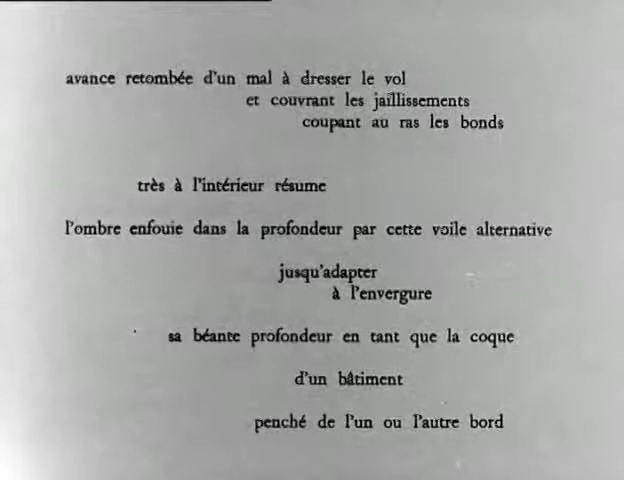 avance retombée d'un mal à dresser le vol
et couvrant les jaillissements
coupant au ras les bonds
très à l'intérieur résume
l'ombre enfouie dans la profondeur par cette voile alternative
jusqu'adapter
à l'envergure
sa béante profondeur en tant que la coque
d'un bâtiment
penché de l'un ou l'autre bord